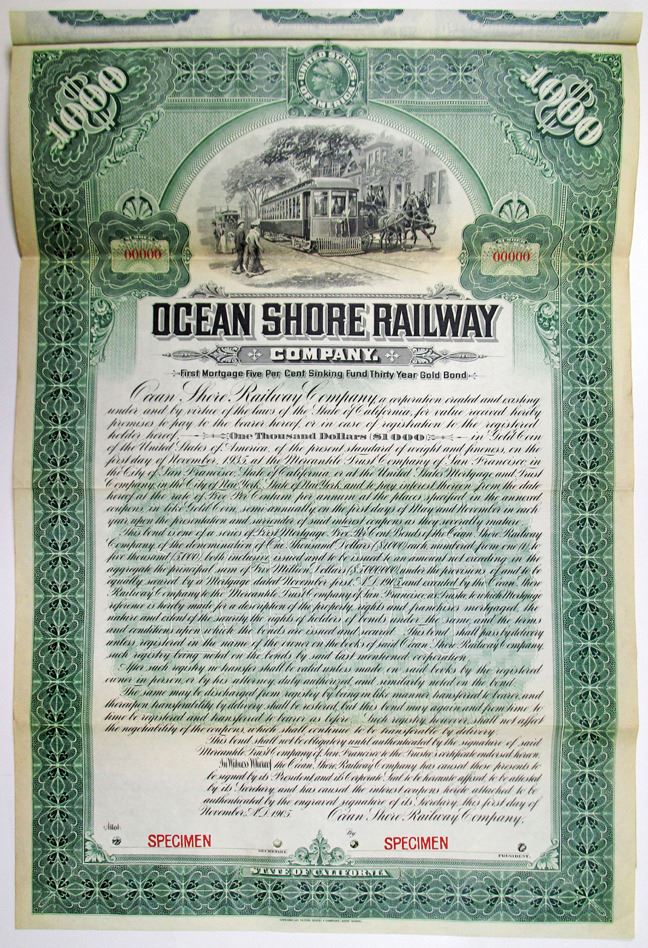 1000
UNITED STATES
OF AMERICA
1000
00000
00000
OCEAN SHORE RAILWAY
COMPANY.
First Mortgage Five Per Cent Sinking Fund Thirty Year Gold Bond
Ocean Shore Railway Company, a corporation created and existing
under and by virtue of the laws of the State of California, for value received hereby
promises to pay to the bearer hereof, or in case of registration to the registered
holder hereof, One Thousand Dollars ($1000) in Gold Coin
of the United States of America, of the present standard of weight and fineness, on the
first day of November, 1935, at the Mercantile Trust Company of San Francisco, in
the City of San Francisco, State of California, or at the United States Mortgage and Trust
Company, in the City of New York, State of New York, and to pay interest thereon from the date
hereof at the rate of Five Per Centum per annum at the places specified in the annexed
coupons, in like Gold Coin, semi annually, on the first days of May and November in each
year, upon the presentation and surrender of said interest coupons as they severally mature.
This bond is one of a series of First Mortgage Five Per Cent Bonds of the Ocean Shore Railway
Company, of the denomination of One Thousand Dollars ($1,000) each, numbered from one (1) to
five thousand (5,000), both inclusive, issued and to be issued to an amount not exceeding in the
aggregate the principal sum of Five Million Dollars ($5,000,000), under the provisions of and to be
equally secured by a Mortgage dated November first, A.D. 1905, and executed by the Ocean Shore
Railway Company to the Mercantile Trust Company of San Francisco, as Trustee, to which Mortgage
reference is hereby made for a description of the property, rights and franchises mortgaged, the
nature and extent of the security, the rights of holders of bonds under the same, and the terms
and conditions upon which the bonds are issued and secured. This bond shall pass by delivery
unless registered in the name of the owner on the books of said Ocean Shore Railway Company,
such registry being noted on the bonds by said last mentioned corporation.
After such registry no transfer shall be valid unless made on said books by the registered
owner in person, or by his attorney, duly authorized, and similarly noted on the bond.
The same may be discharged from registry by being in like manner transferred to bearer, and
thereupon transferability by delivery shall be restored, but this bond may again and from time to
time be registered and transferred to bearer as before. Such registry, however, shall not affect
the negotiability of the coupons, which shall continue to be transferable by delivery.
This bond shall not be obligatory until authenticated by the signature of said
Mercantile Trust Company of San Francisco to the Trustee's certificate endorsed hereon.
In Witness Whereof the Ocean Shore Railway Company has caused these presents to
be signed by its President and its Corporate Seal to be hereunto affixed, to be attested
by its Secretary, and has caused the interest coupons hereto attached to be
authenticated by the engraved signature of its Secretary, this first day of
November, A.D. 1905. Ocean Shore Railway Company,
Attest: By
SPECIMEN SPECIMEN
SECRETARY. PRESIDENT.
STATE OF CALIFORNIA